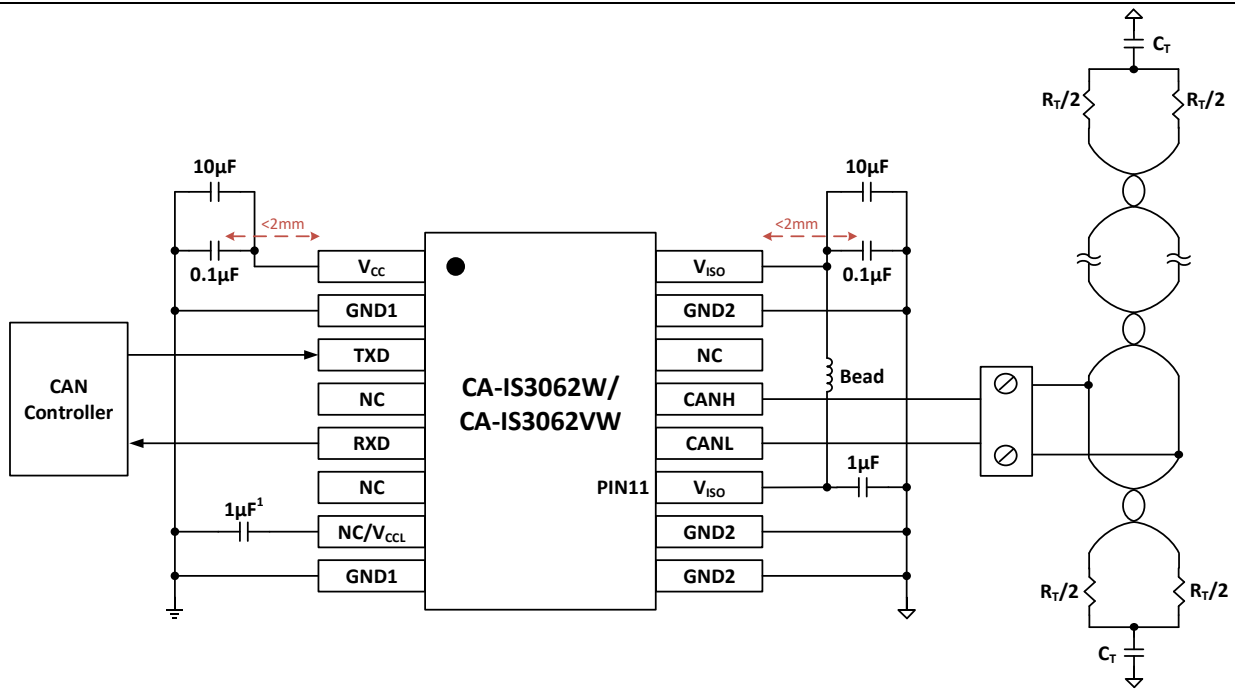 CT
RT/2
RT/2
10µF
10µF
<2mm
<2mm
0.1µF
0.1µF
VCC
VISO
GND1
GND2
TXD
NC
CAN
Controller
CA-IS3062W/
CA-IS3062VW
Bead
NC
CANH
RXD
CANL
1µF
NC
PIN11
VISO
1µF¹
NC/VCCL
GND2
GND1
GND2
RT/2
RT/2
CT